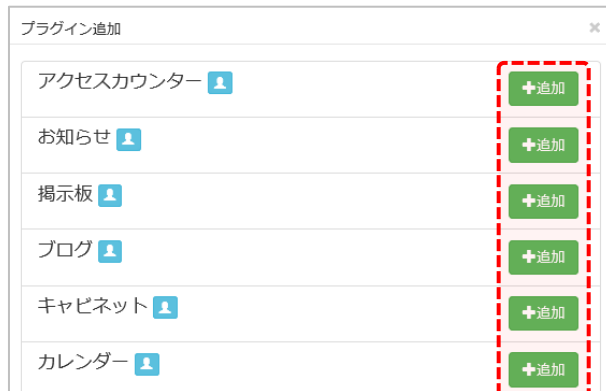 プラグイン追加 ×
アクセスカウンター +追加
お知らせ +追加
掲示板 +追加
ブログ +追加
キャビネット +追加
カレンダー +追加